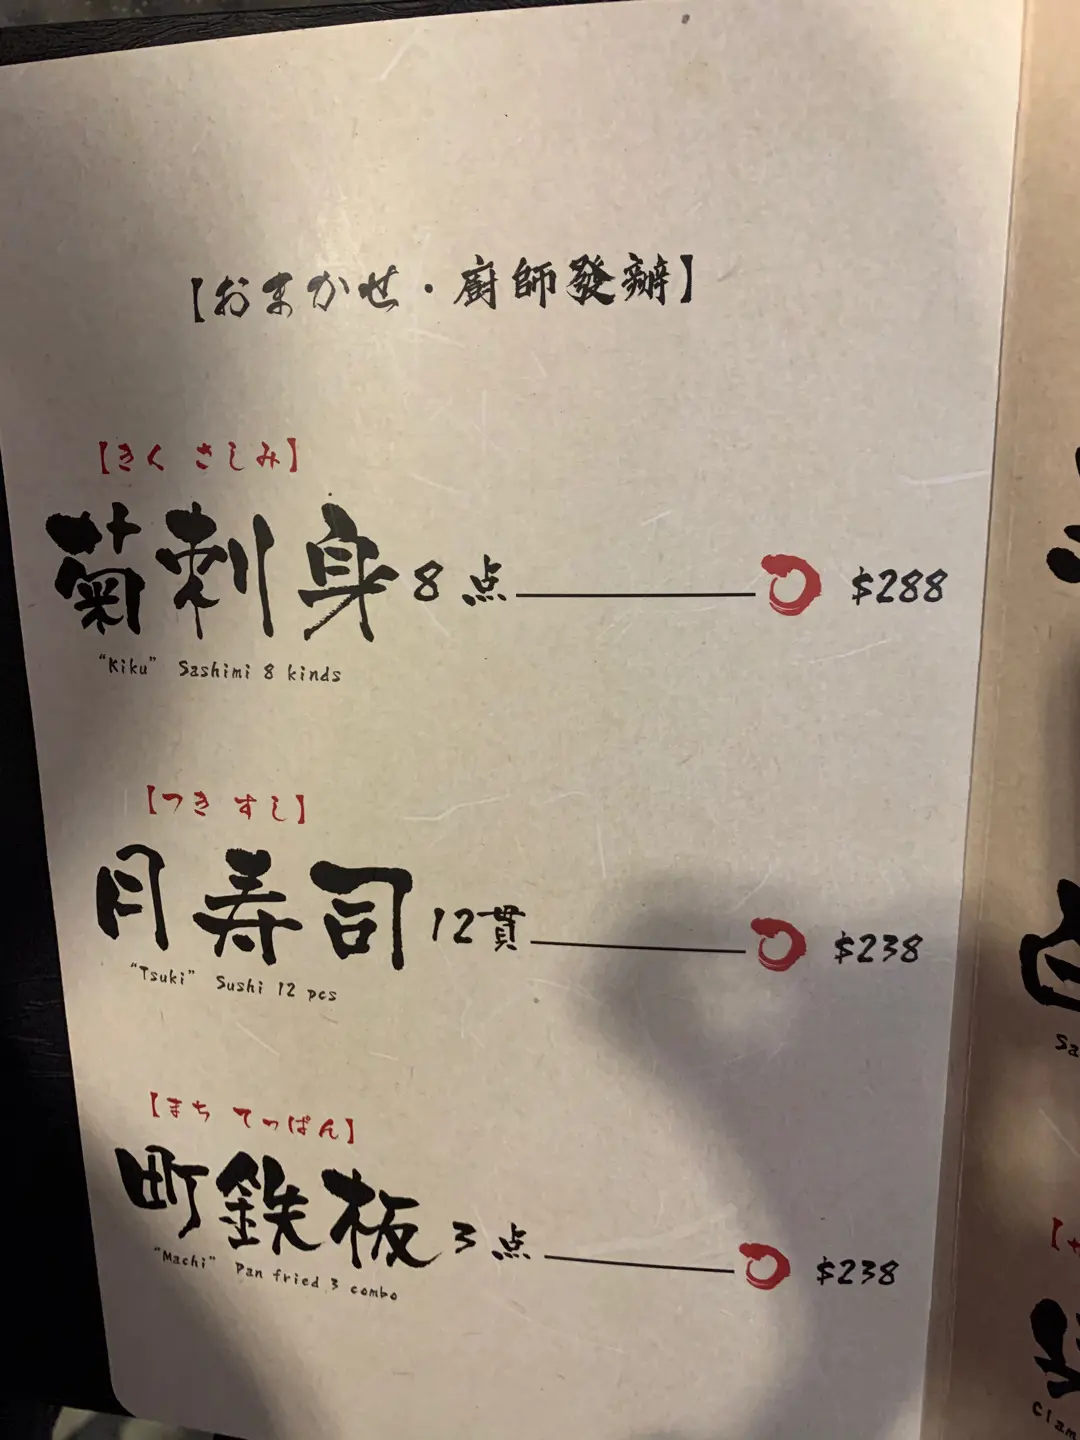 【おまかせ・廚師發辦】
【きく さしみ】
菊刺身 8 点 $288
"Kiku" Sashimi 8 kinds
【つき すし】
月寿司 12貫 $238
"Tsuki" Sushi 12 pcs
【まち てっぱん】
町鉄板 3 点 $238
"Machi" Pan fried 3 combo
Sa
Clam